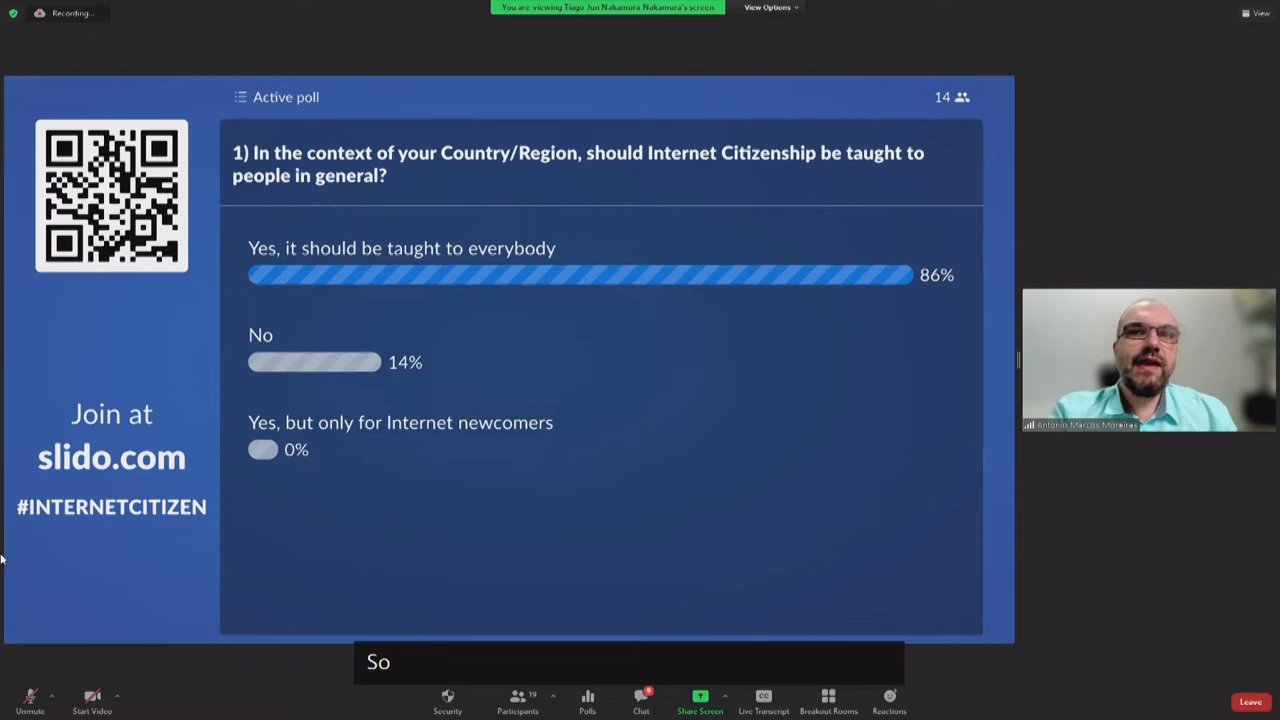 Recording...
You are viewing Tiago Jun Nakamura Nakamura's screen
View Options
View
Active poll
14
1) In the context of your Country/Region, should Internet Citizenship be taught to
people in general?
Yes, it should be taught to everybody
86%
No
14%
Yes, but only for Internet newcomers
0%
Join at
slido.com
#INTERNETCITIZEN
Antonio Marcos Moreiras
So
Unmute
Start Video
Security
19
Participants
Polls
9
Chat
Share Screen
CC
Live Transcript
Breakout Rooms
Reactions
Leave